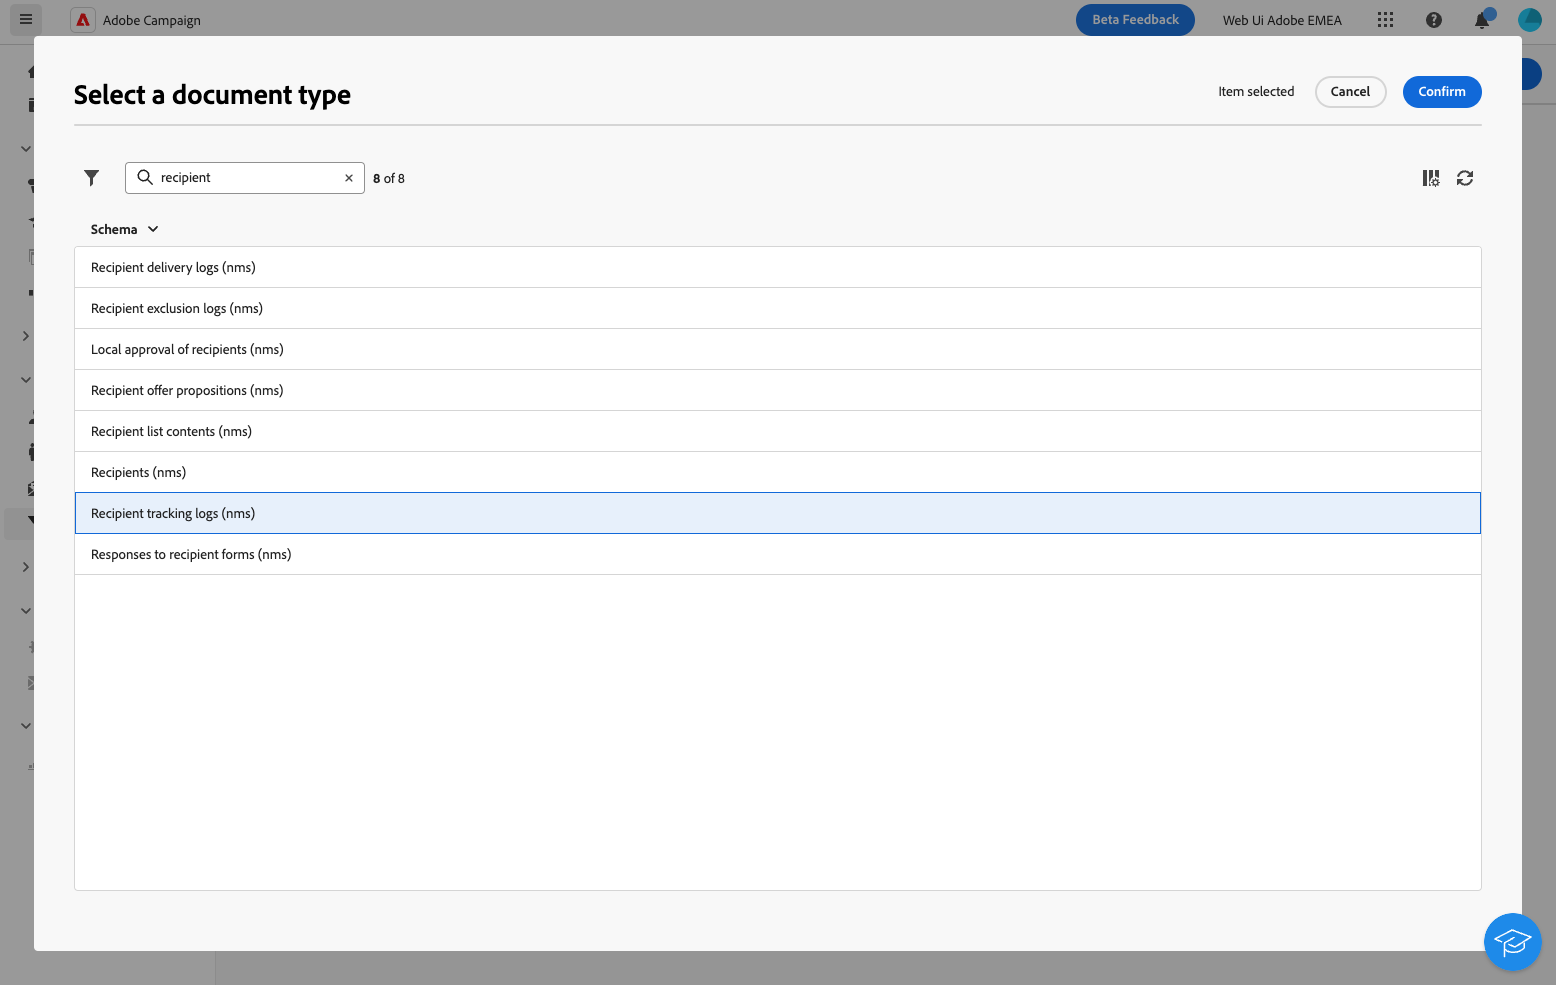 Adobe Campaign
Beta Feedback
Web Ui Adobe EMEA
Select a document type
Item selected
Cancel
Confirm
recipient
8 of 8
Schema
Recipient delivery logs (nms)
Recipient exclusion logs (nms)
Local approval of recipients (nms)
Recipient offer propositions (nms)
Recipient list contents (nms)
Recipients (nms)
Recipient tracking logs (nms)
Responses to recipient forms (nms)